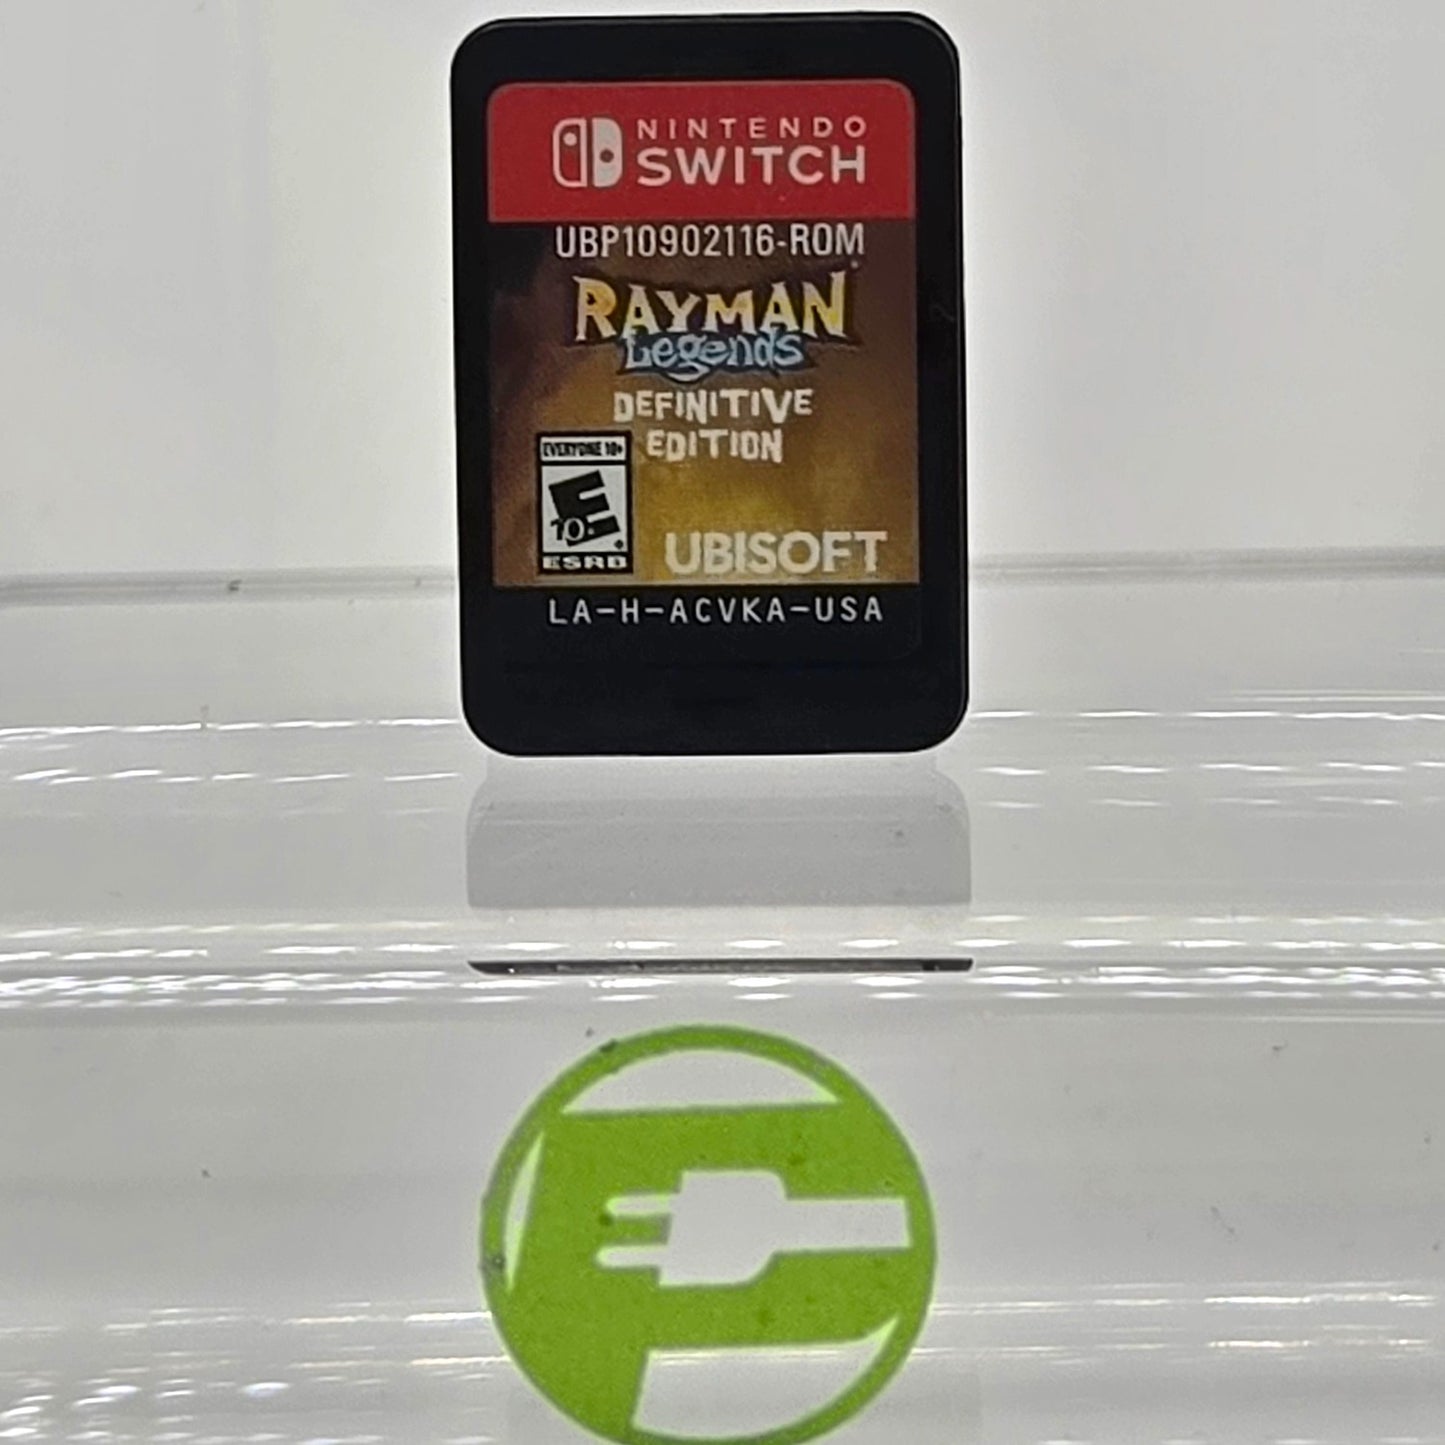 NINTENDO
SWITCH
UBP10902116-ROM
RAYMAN
Legends
DEFINITIVE
EDITION
EVERYONE 10+
E
10+
ESRB
UBISOFT
LA-H-ACVKA-USA